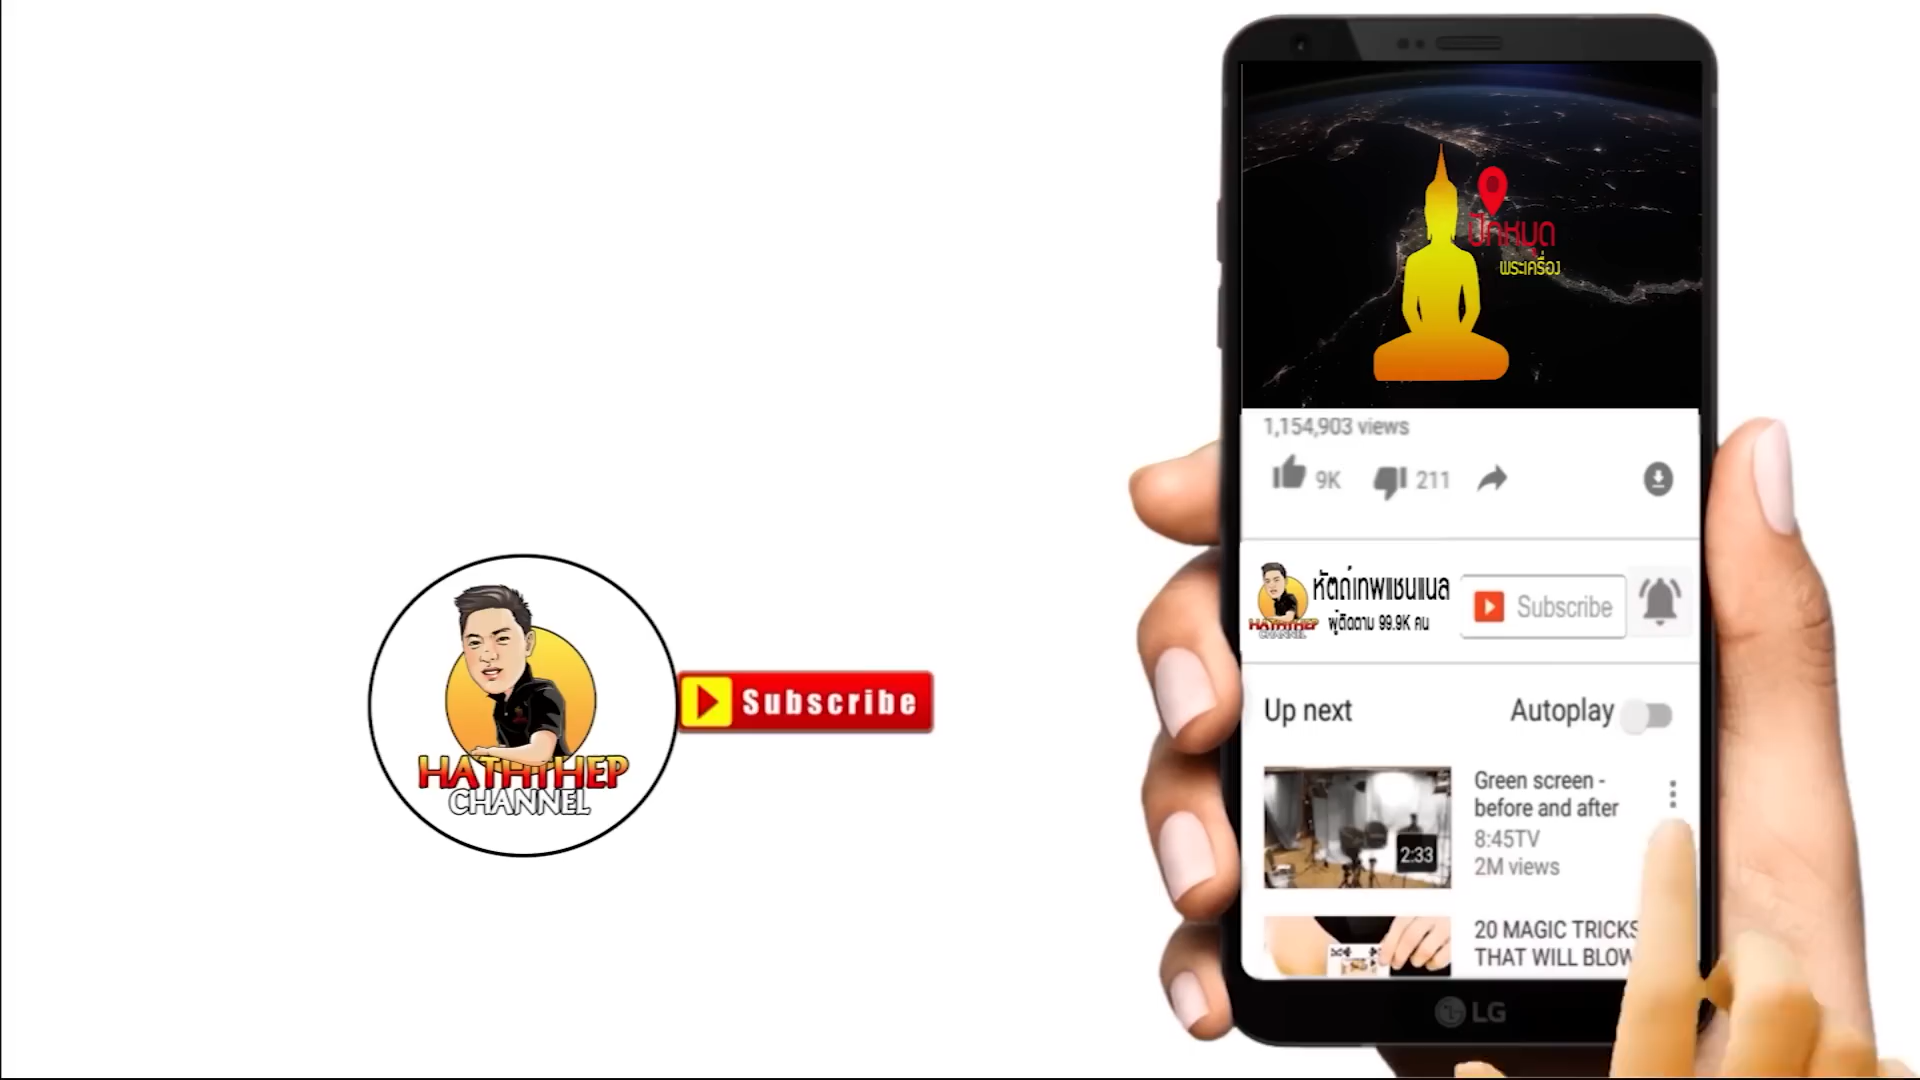 HATHTHEP
CHANNEL
Subscribe
ปักหมุด
พระเครื่อง
1,154,903 views
9K
211
หัตถ์เทพแชนแนล
ผู้ติดตาม 99.9K คน
HATHTHEP
CHANNEL
Subscribe
Up next
Autoplay
Green screen -
before and after
8:45TV
2M views
2:33
20 MAGIC TRICKS
THAT WILL BLOW
LG